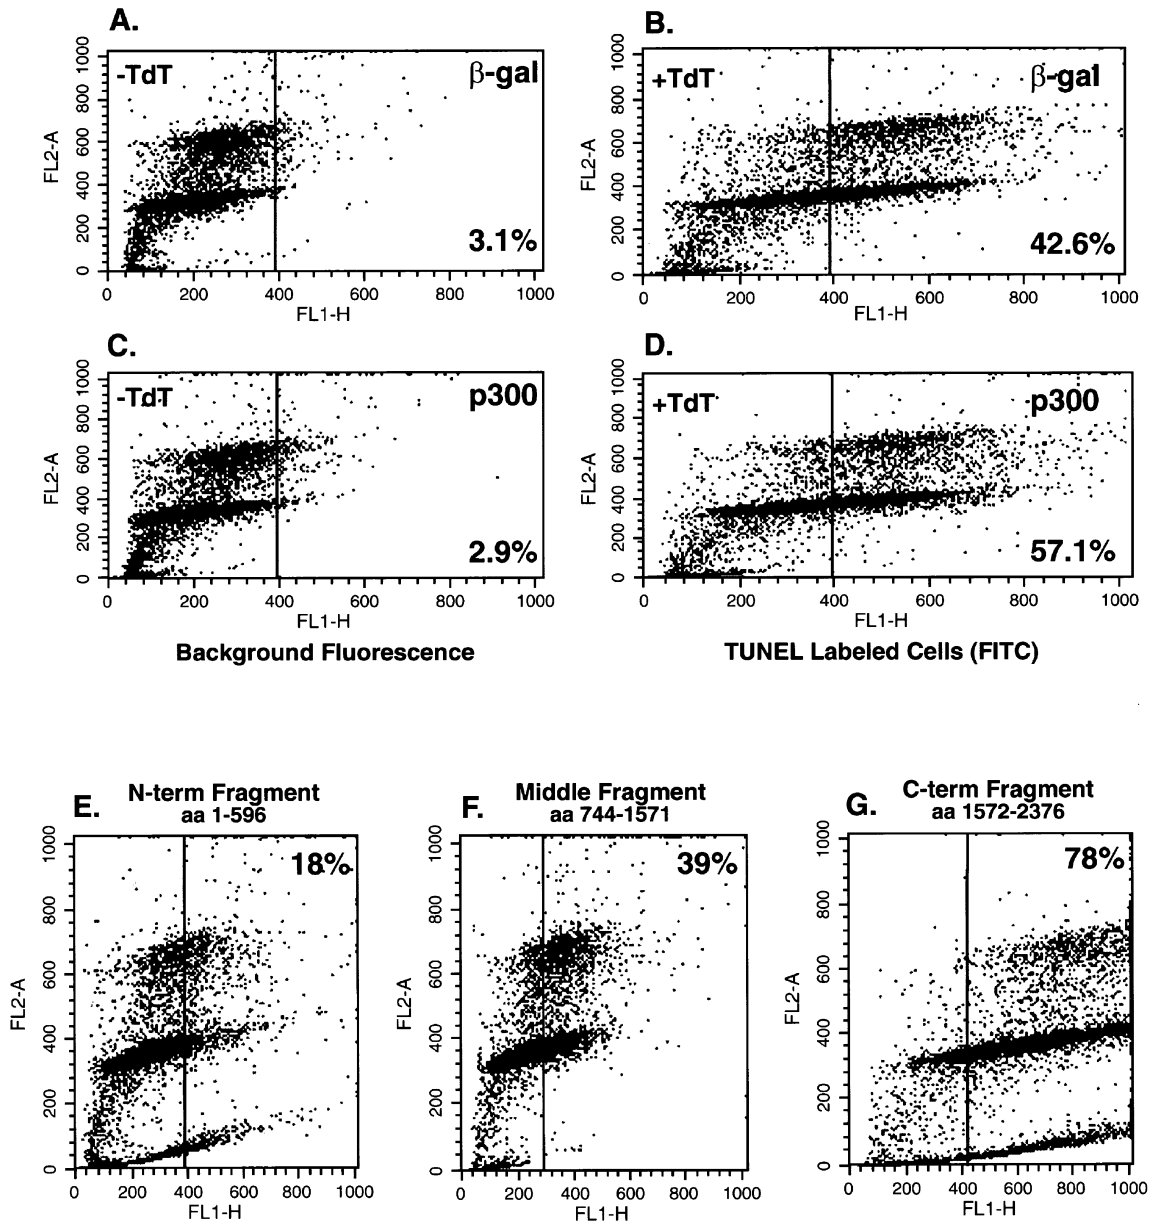 A.
-TdT
β-gal
3.1%
FL2-A
1000
800
600
400
200
0
0 200 400 600 800 1000
FL1-H
B.
+TdT
β-gal
42.6%
FL2-A
1000
800
600
400
200
0
0 200 400 600 800 1000
FL1-H
C.
-TdT
p300
2.9%
FL2-A
1000
800
600
400
200
0
0 200 400 600 800 1000
FL1-H
Background Fluorescence
D.
+TdT
p300
57.1%
FL2-A
1000
800
600
400
200
0
0 200 400 600 800 1000
FL1-H
TUNEL Labeled Cells (FITC)
E.
N-term Fragment
aa 1-596
18%
FL2-A
1000
800
600
400
200
0
0 200 400 600 800 1000
FL1-H
F.
Middle Fragment
aa 744-1571
39%
FL2-A
1000
800
600
400
200
0
0 200 400 600 800 1000
FL1-H
G.
C-term Fragment
aa 1572-2376
78%
FL2-A
1000
800
600
400
200
0
0 200 400 600 800 1000
FL1-H